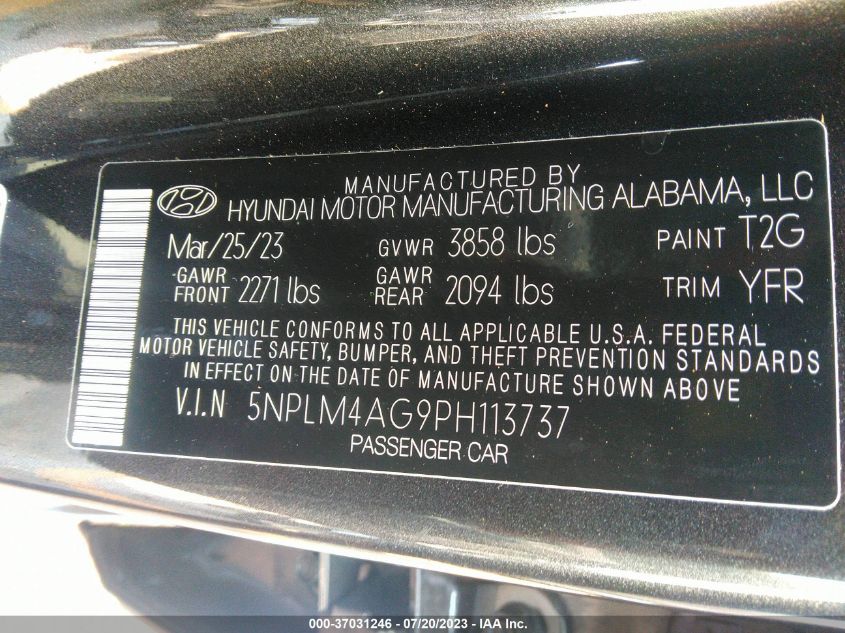 MANUFACTURED BY
HYUNDAI MOTOR MANUFACTURING ALABAMA, LLC
Mar/25/23 GVWR 3858 lbs PAINT T2G
GAWR FRONT 2271 lbs GAWR REAR 2094 lbs TRIM YFR
THIS VEHICLE CONFORMS TO ALL APPLICABLE U.S.A. FEDERAL
MOTOR VEHICLE SAFETY, BUMPER, AND THEFT PREVENTION STANDARDS
IN EFFECT ON THE DATE OF MANUFACTURE SHOWN ABOVE
V.I.N 5NPLM4AG9PH113737
PASSENGER CAR
000-37031246 - 07/20/2023 - IAA Inc.